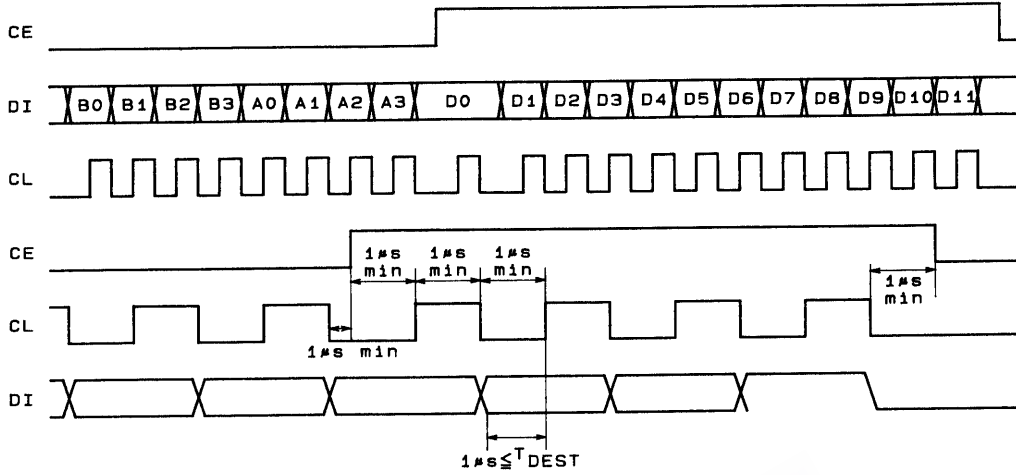 CE
DI B0 B1 B2 B3 A0 A1 A2 A3 D0 D1 D2 D3 D4 D5 D6 D7 D8 D9 D10 D11
CL
CE
1μs min 1μs min 1μs min
1μs min
CL
1μs min
DI
1μs≦TDEST